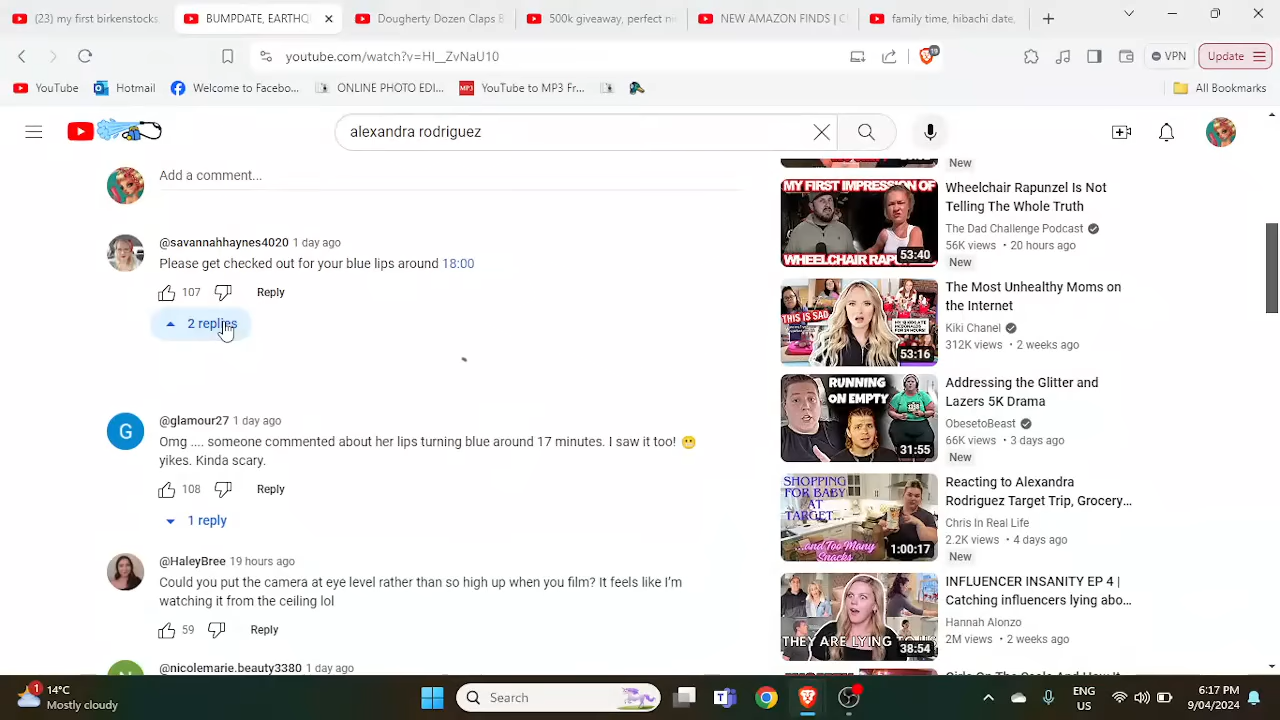 (23) my first birkenstocks,
BUMPDATE, EARTHQ
Dougherty Dozen Claps B
500k giveaway, perfect ni
NEW AMAZON FINDS | C
family time, hibachi date,
youtube.com/watch?v=HI__ZvNaU10
VPN
Update
YouTube
Hotmail
Welcome to Facebo...
ONLINE PHOTO EDI...
YouTube to MP3 Fr...
All Bookmarks
alexandra rodriguez
Add a comment...
@savannahhaynes4020 1 day ago
Please get checked out for your blue lips around 18:00
107 Reply
2 replies
@glamour27 1 day ago
Omg .... someone commented about her lips turning blue around 17 minutes. I saw it too! 😬
yikes. Kinda scary.
108 Reply
1 reply
@HaleyBree 19 hours ago
Could you put the camera at eye level rather than so high up when you film? It feels like I'm
watching it from the ceiling lol
59 Reply
@nicolemarie.beauty3380 1 day ago
New
MY FIRST IMPRESSION OF
WHEELCHAIR RAPU
53:40
Wheelchair Rapunzel Is Not
Telling The Whole Truth
The Dad Challenge Podcast
56K views • 20 hours ago
New
THIS IS SAD
53:16
The Most Unhealthy Moms on
the Internet
Kiki Chanel
312K views • 2 weeks ago
RUNNING
ON EMPTY
31:55
Addressing the Glitter and
Lazers 5K Drama
ObesetoBeast
66K views • 3 days ago
New
SHOPPING
FOR BABY
AT
TARGET...
...and Too Many
Snacks
1:00:17
Reacting to Alexandra
Rodriguez Target Trip, Grocery...
Chris In Real Life
2.2K views • 4 days ago
New
THEY ARE LYING TO US
38:54
INFLUENCER INSANITY EP 4 |
Catching influencers lying abo...
Hannah Alonzo
2M views • 2 weeks ago
14°C
Mostly cloudy
Search
ENG
US
6:17 PM
9/04/202